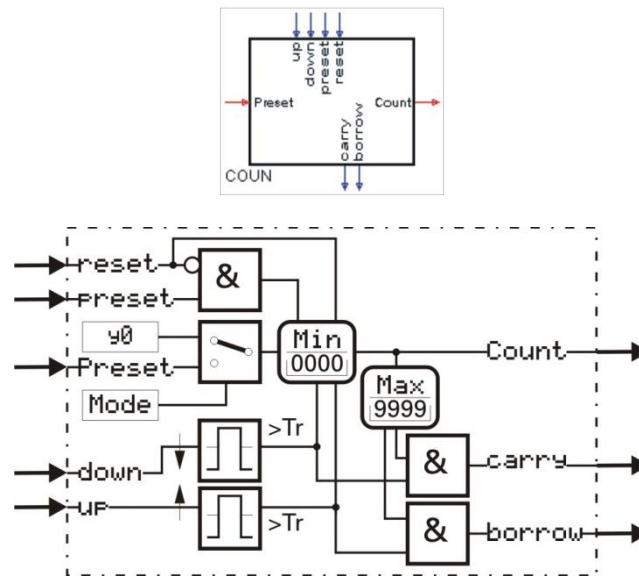 up
down
preset
reset
Preset
Count
carry
borrow
COUN
reset
preset
&
y0
Preset
Mode
Min
0000
Count
Max
9999
>Tr
down
up
>Tr
&
carry
&
borrow